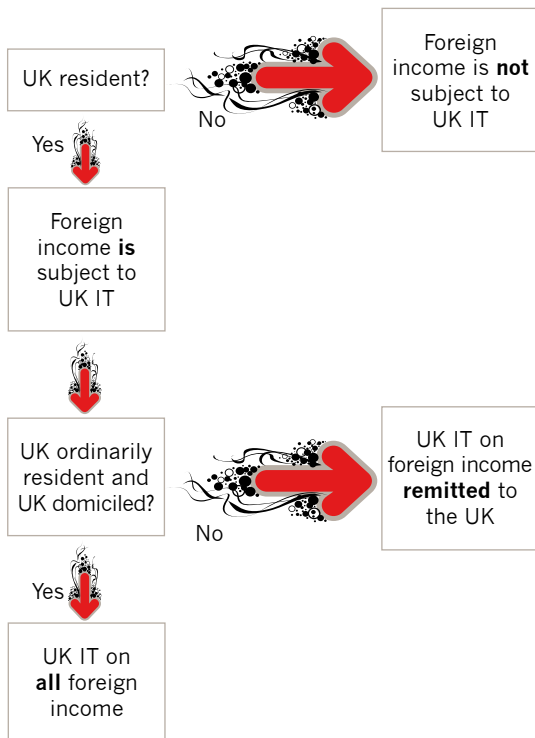 UK resident?
No
Foreign
income is not
subject to
UK IT
Yes
Foreign
income is
subject to
UK IT
UK ordinarily
resident and
UK domiciled?
No
UK IT on
foreign income
remitted to
the UK
Yes
UK IT on
all foreign
income